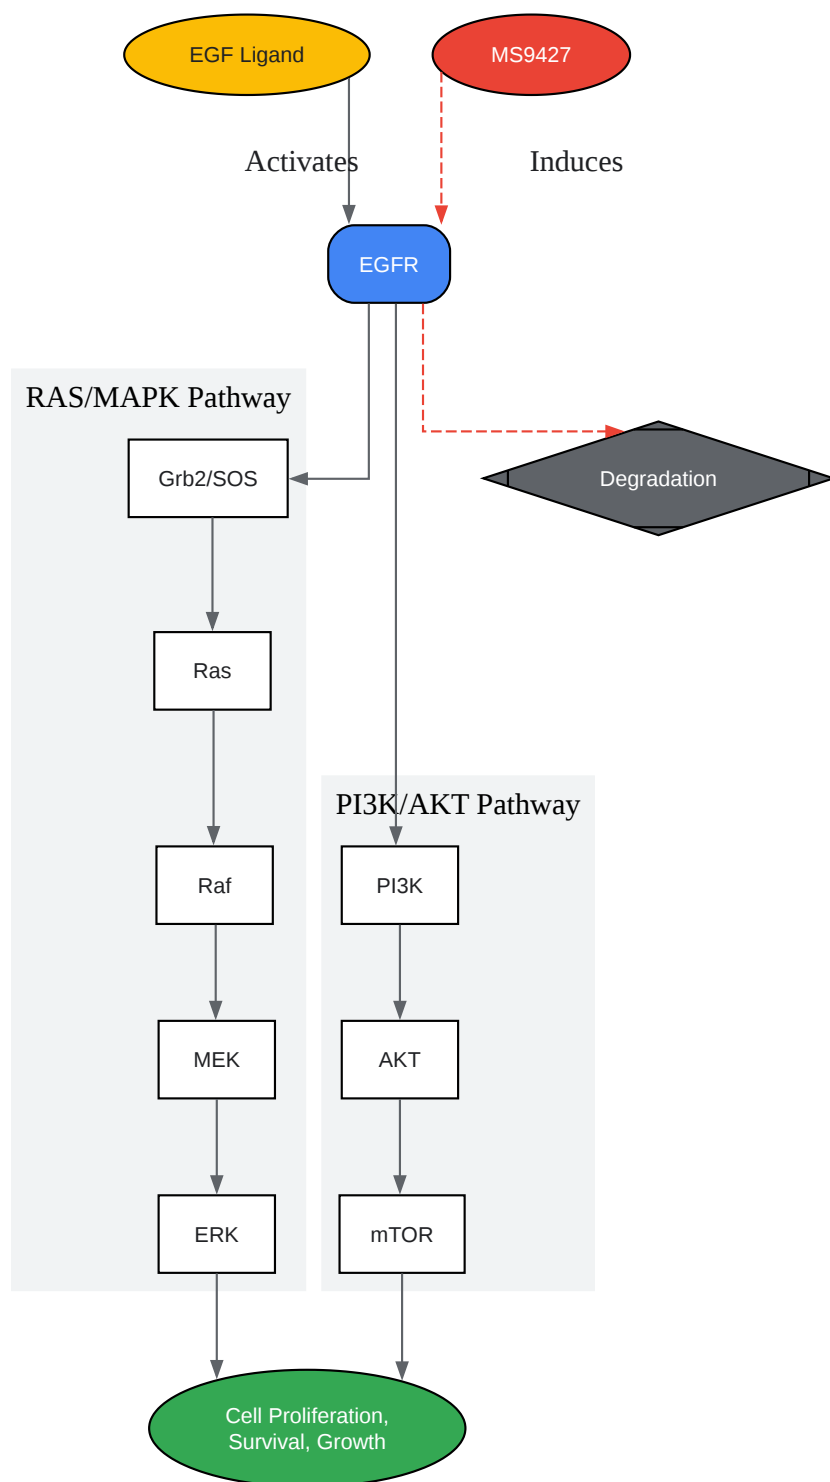 EGF Ligand
MS9427
Activates
Induces
EGFR
RAS/MAPK Pathway
Grb2/SOS
Degradation
Ras
PI3K/AKT Pathway
Raf
PI3K
MEK
AKT
ERK
mTOR
Cell Proliferation,
Survival, Growth